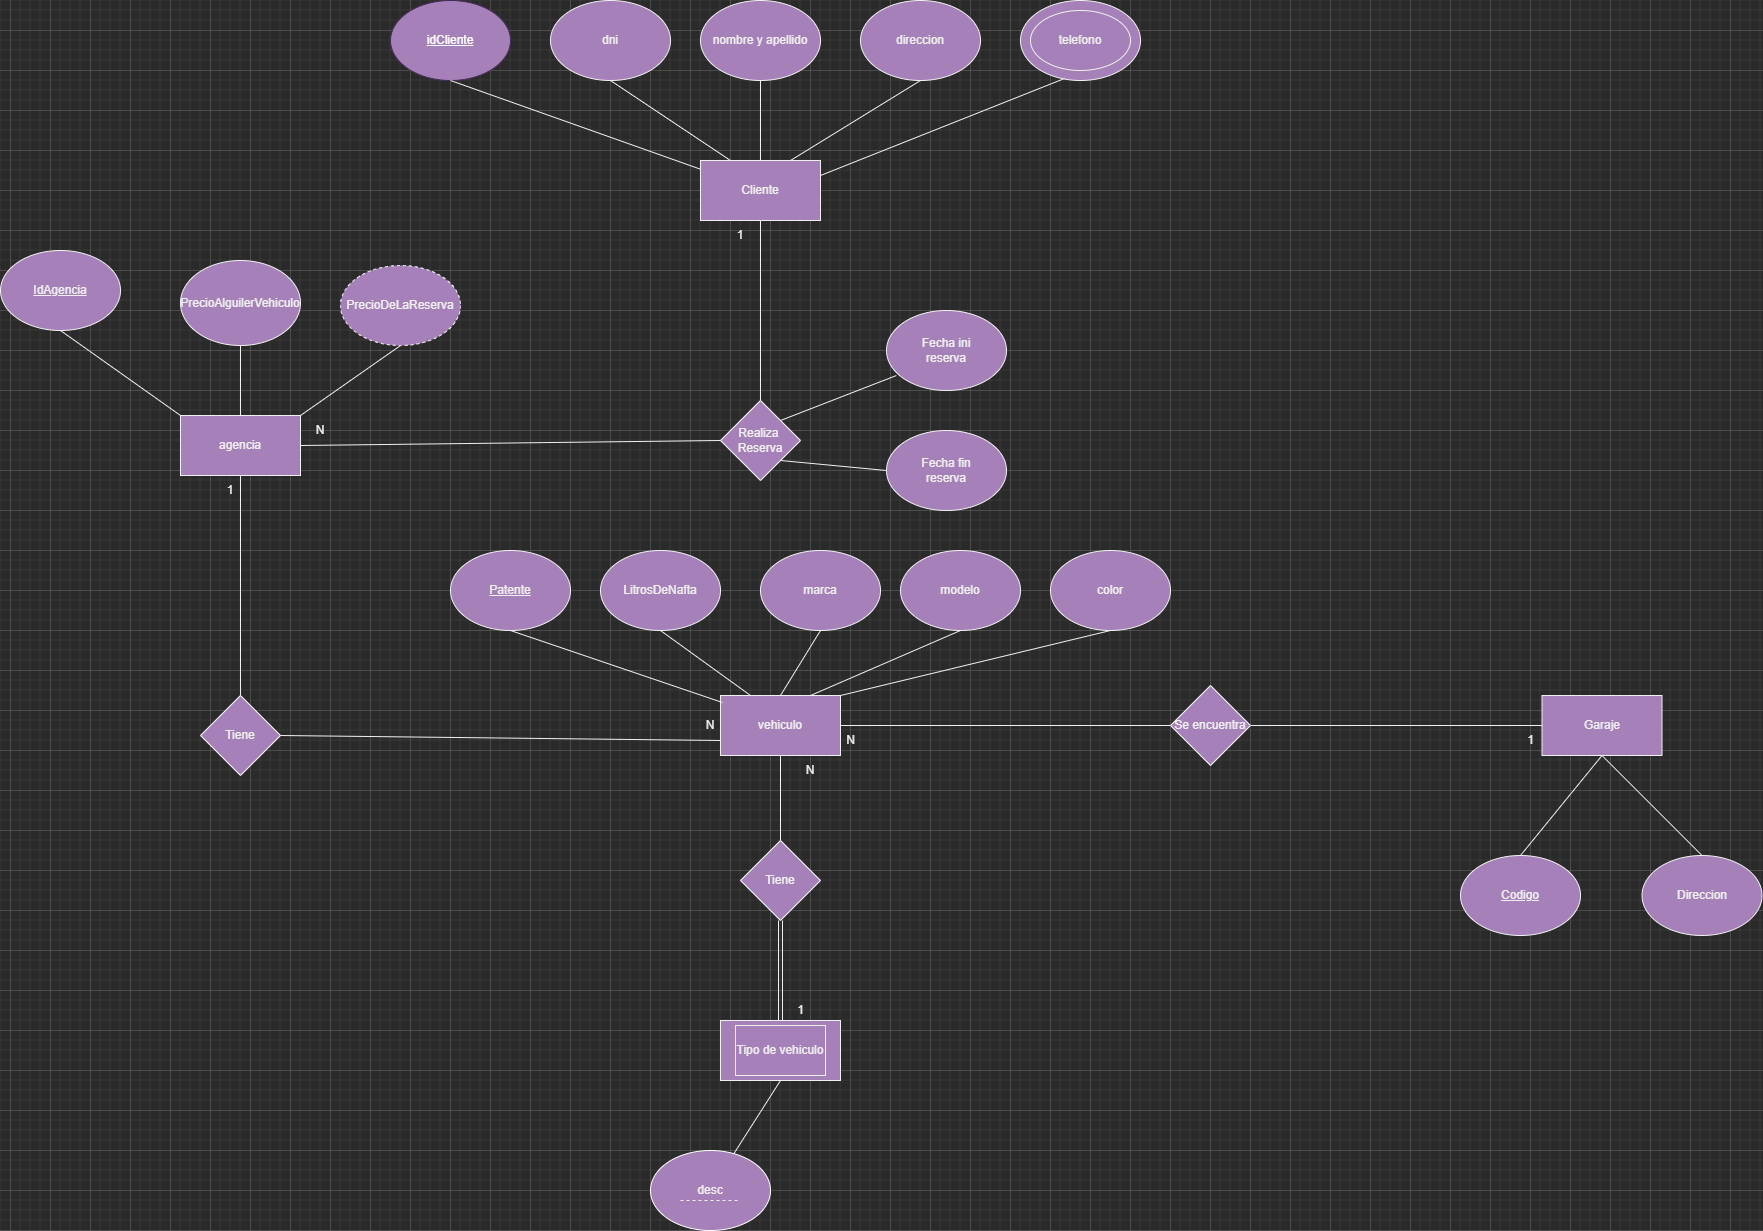 idCliente
dni
nombre y apellido
direccion
telefono
Cliente
1
IdAgencia
PrecioAlguilerVehiculo
PrecioDeLaReserva
Fecha ini
reserva
agencia
N
Realiza
Reserva
Fecha fin
reserva
1
Patente
LitrosDeNafta
marca
modelo
color
Tiene
N
vehiculo
N
Se encuentra
1
Garaje
N
Tiene
Codigo
Direccion
1
Tipo de vehiculo
desc